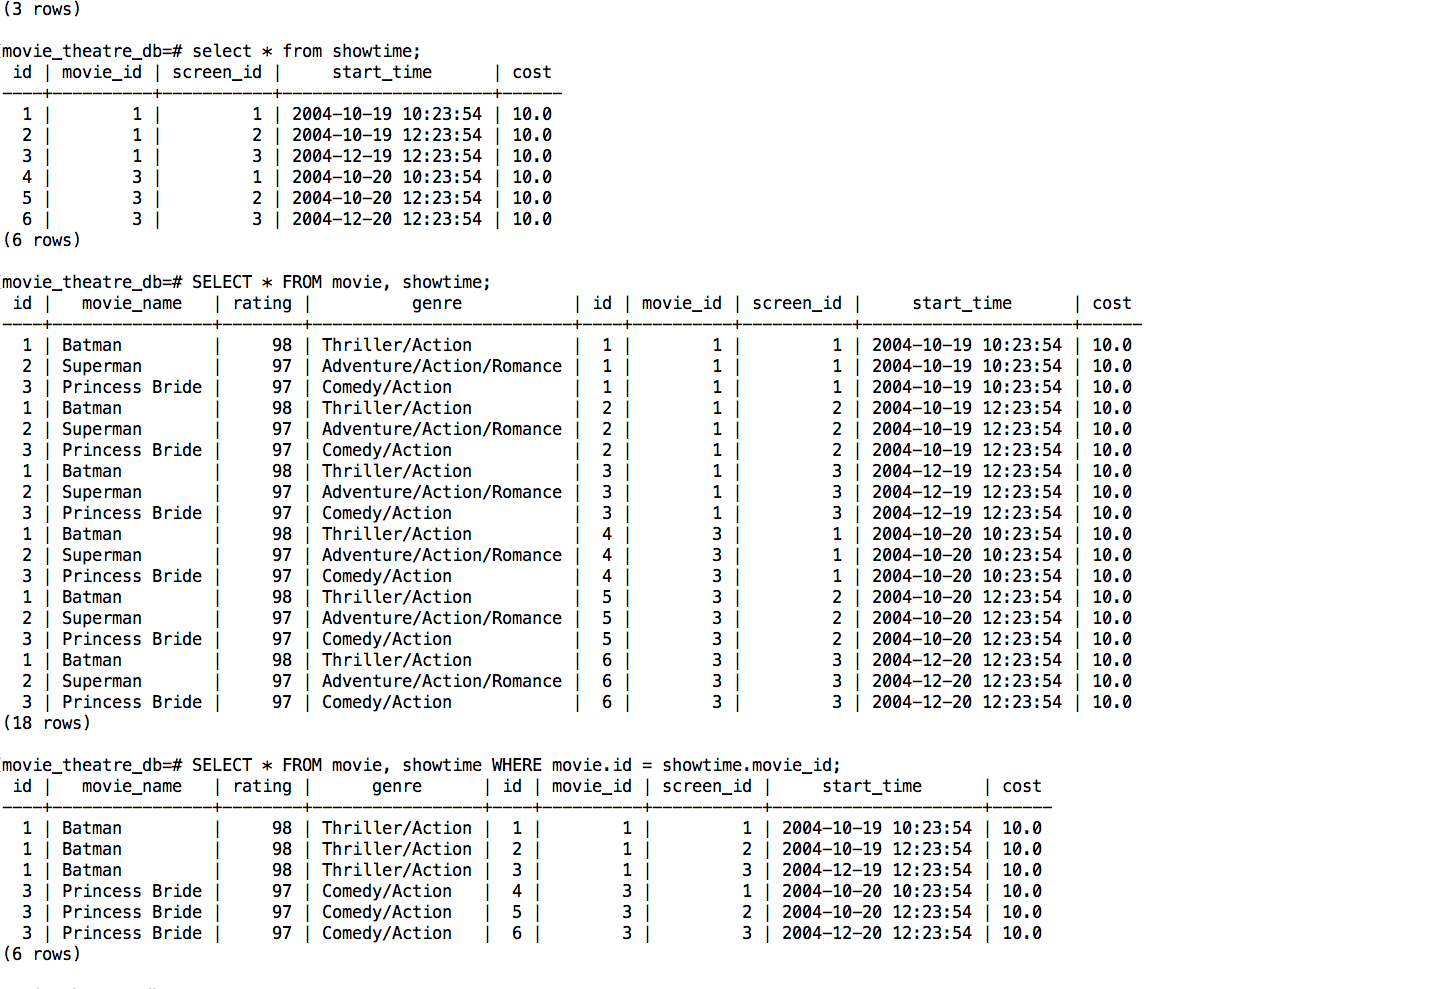 (3 rows)
movie_theatre_db=# select * from showtime;
 id | movie_id | screen_id |     start_time      | cost
----+----------+-----------+---------------------+------
  1 |        1 |         1 | 2004-10-19 10:23:54 | 10.0
  2 |        1 |         2 | 2004-10-19 12:23:54 | 10.0
  3 |        1 |         3 | 2004-12-19 12:23:54 | 10.0
  4 |        3 |         1 | 2004-10-20 10:23:54 | 10.0
  5 |        3 |         2 | 2004-10-20 12:23:54 | 10.0
  6 |        3 |         3 | 2004-12-20 12:23:54 | 10.0
(6 rows)
movie_theatre_db=# SELECT * FROM movie, showtime;
 id |   movie_name   | rating |          genre           | id | movie_id | screen_id |     start_time      | cost
----+----------------+--------+--------------------------+----+----------+-----------+---------------------+------
  1 | Batman         |     98 | Thriller/Action          |  1 |        1 |         1 | 2004-10-19 10:23:54 | 10.0
  2 | Superman       |     97 | Adventure/Action/Romance |  1 |        1 |         1 | 2004-10-19 10:23:54 | 10.0
  3 | Princess Bride |     97 | Comedy/Action            |  1 |        1 |         1 | 2004-10-19 10:23:54 | 10.0
  1 | Batman         |     98 | Thriller/Action          |  2 |        1 |         2 | 2004-10-19 12:23:54 | 10.0
  2 | Superman       |     97 | Adventure/Action/Romance |  2 |        1 |         2 | 2004-10-19 12:23:54 | 10.0
  3 | Princess Bride |     97 | Comedy/Action            |  2 |        1 |         2 | 2004-10-19 12:23:54 | 10.0
  1 | Batman         |     98 | Thriller/Action          |  3 |        1 |         3 | 2004-12-19 12:23:54 | 10.0
  2 | Superman       |     97 | Adventure/Action/Romance |  3 |        1 |         3 | 2004-12-19 12:23:54 | 10.0
  3 | Princess Bride |     97 | Comedy/Action            |  3 |        1 |         3 | 2004-12-19 12:23:54 | 10.0
  1 | Batman         |     98 | Thriller/Action          |  4 |        3 |         1 | 2004-10-20 10:23:54 | 10.0
  2 | Superman       |     97 | Adventure/Action/Romance |  4 |        3 |         1 | 2004-10-20 10:23:54 | 10.0
  3 | Princess Bride |     97 | Comedy/Action            |  4 |        3 |         1 | 2004-10-20 10:23:54 | 10.0
  1 | Batman         |     98 | Thriller/Action          |  5 |        3 |         2 | 2004-10-20 12:23:54 | 10.0
  2 | Superman       |     97 | Adventure/Action/Romance |  5 |        3 |         2 | 2004-10-20 12:23:54 | 10.0
  3 | Princess Bride |     97 | Comedy/Action            |  5 |        3 |         2 | 2004-10-20 12:23:54 | 10.0
  1 | Batman         |     98 | Thriller/Action          |  6 |        3 |         3 | 2004-12-20 12:23:54 | 10.0
  2 | Superman       |     97 | Adventure/Action/Romance |  6 |        3 |         3 | 2004-12-20 12:23:54 | 10.0
  3 | Princess Bride |     97 | Comedy/Action            |  6 |        3 |         3 | 2004-12-20 12:23:54 | 10.0
(18 rows)
movie_theatre_db=# SELECT * FROM movie, showtime WHERE movie.id = showtime.movie_id;
 id |   movie_name   | rating |      genre      | id | movie_id | screen_id |     start_time      | cost
----+----------------+--------+-----------------+----+----------+-----------+---------------------+------
  1 | Batman         |     98 | Thriller/Action |  1 |        1 |         1 | 2004-10-19 10:23:54 | 10.0
  1 | Batman         |     98 | Thriller/Action |  2 |        1 |         2 | 2004-10-19 12:23:54 | 10.0
  1 | Batman         |     98 | Thriller/Action |  3 |        1 |         3 | 2004-12-19 12:23:54 | 10.0
  3 | Princess Bride |     97 | Comedy/Action   |  4 |        3 |         1 | 2004-10-20 10:23:54 | 10.0
  3 | Princess Bride |     97 | Comedy/Action   |  5 |        3 |         2 | 2004-10-20 12:23:54 | 10.0
  3 | Princess Bride |     97 | Comedy/Action   |  6 |        3 |         3 | 2004-12-20 12:23:54 | 10.0
(6 rows)